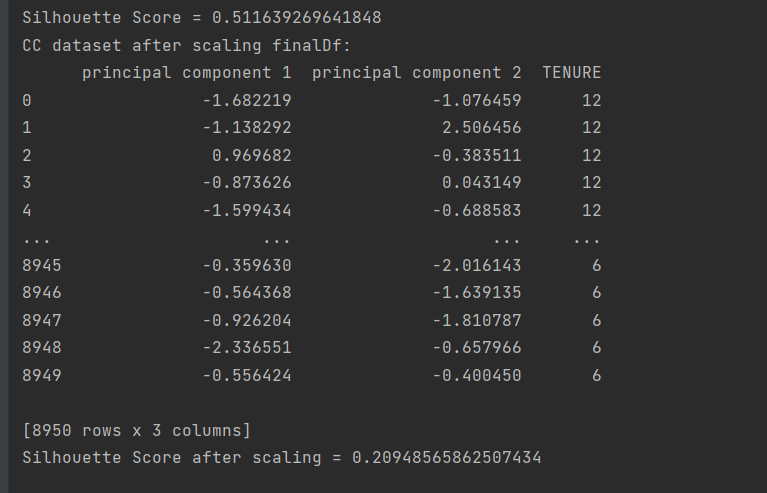 Silhouette Score = 0.511639269641848
CC dataset after scaling finalDf:
      principal component 1  principal component 2  TENURE
0                 -1.682219              -1.076459      12
1                 -1.138292               2.506456      12
2                  0.969682              -0.383511      12
3                 -0.873626               0.043149      12
4                 -1.599434              -0.688583      12
...                     ...                    ...     ...
8945              -0.359630              -2.016143       6
8946              -0.564368              -1.639135       6
8947              -0.926204              -1.810787       6
8948              -2.336551              -0.657966       6
8949              -0.556424              -0.400450       6
[8950 rows x 3 columns]
Silhouette Score after scaling = 0.20948565862507434